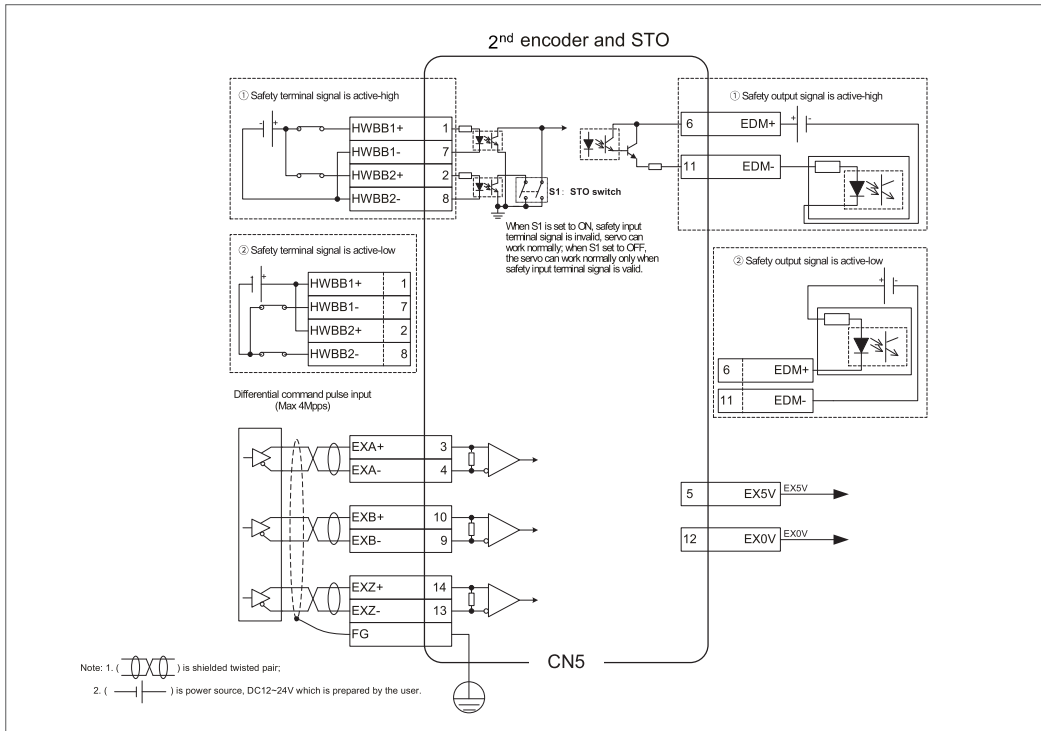 2nd encoder and STO
① Safety terminal signal is active-high
HWBB1+ 1
HWBB1- 7
HWBB2+ 2
HWBB2- 8
S1: STO switch
When S1 is set to ON, safety input
terminal signal is invalid, servo can
work normally; when S1 set to OFF,
the servo can work normally only when
safety input terminal signal is valid.
① Safety output signal is active-high
6 EDM+
11 EDM-
② Safety terminal signal is active-low
HWBB1+ 1
HWBB1- 7
HWBB2+ 2
HWBB2- 8
② Safety output signal is active-low
6 EDM+
11 EDM-
Differential command pulse input
(Max 4Mpps)
EXA+ 3
EXA- 4
EXB+ 10
EXB- 9
EXZ+ 14
EXZ- 13
FG
5 EX5V EX5V
12 EX0V EX0V
CN5
Note: 1. ( ) is shielded twisted pair;
2. ( ) is power source, DC12~24V which is prepared by the user.